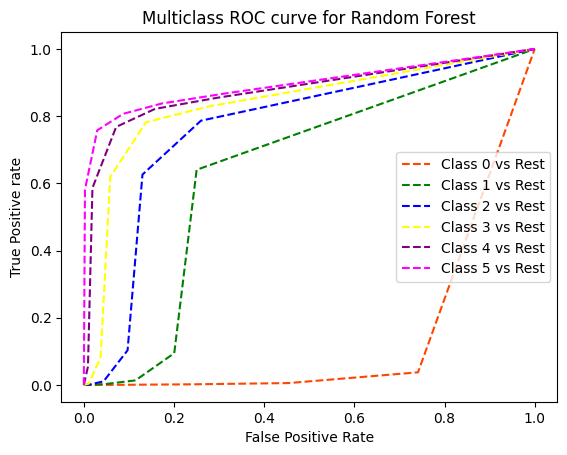 Multiclass ROC curve for Random Forest
True Positive rate
1.0
0.8
0.6
0.4
0.2
0.0
Class 0 vs Rest
Class 1 vs Rest
Class 2 vs Rest
Class 3 vs Rest
Class 4 vs Rest
Class 5 vs Rest
0.0 0.2 0.4 0.6 0.8 1.0
False Positive Rate